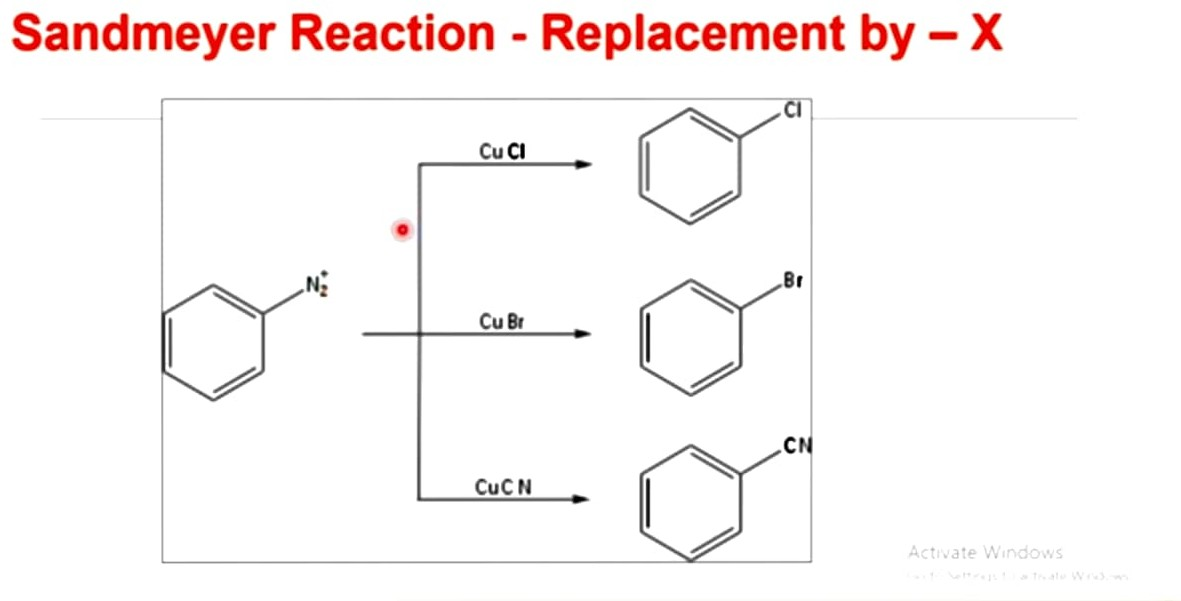 Sandmeyer Reaction - Replacement by – X
Cl
Cu Cl
N₂⁺
Br
Cu Br
CN
CuC N
Activate Windows